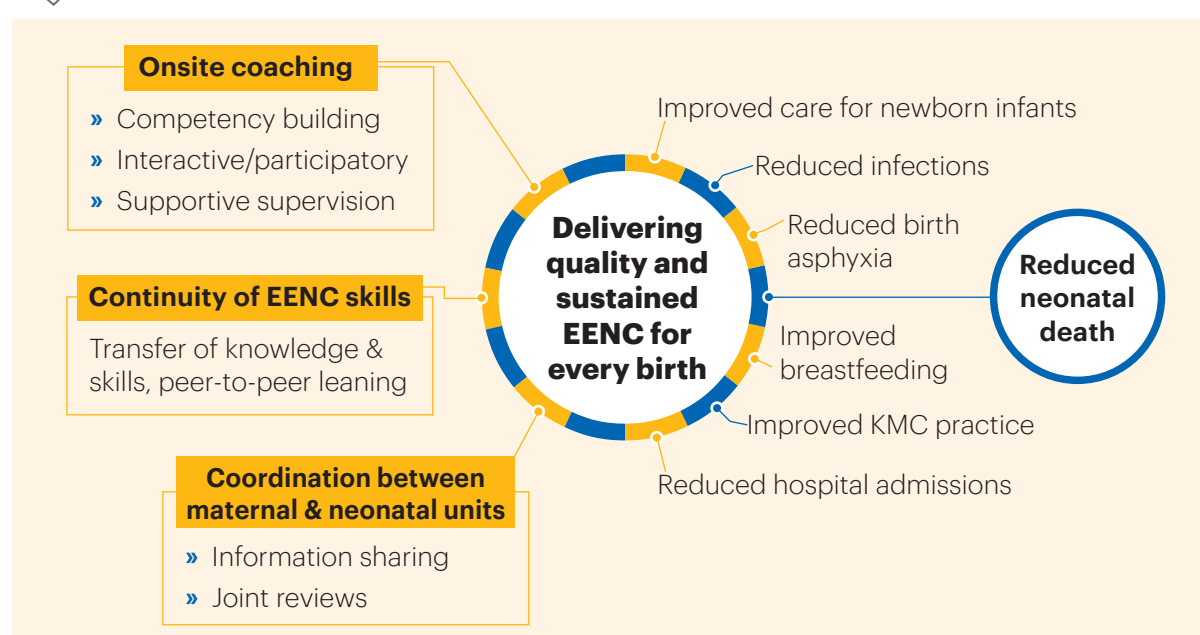 Onsite coaching
» Competency building
» Interactive/participatory
» Supportive supervision
Continuity of EENC skills
Transfer of knowledge &
skills, peer-to-peer leaning
Coordination between
maternal & neonatal units
» Information sharing
» Joint reviews
Delivering
quality and
sustained
EENC for
every birth
Improved care for newborn infants
Reduced infections
Reduced birth
asphyxia
Improved
breastfeeding
Improved KMC practice
Reduced hospital admissions
Reduced
neonatal
death